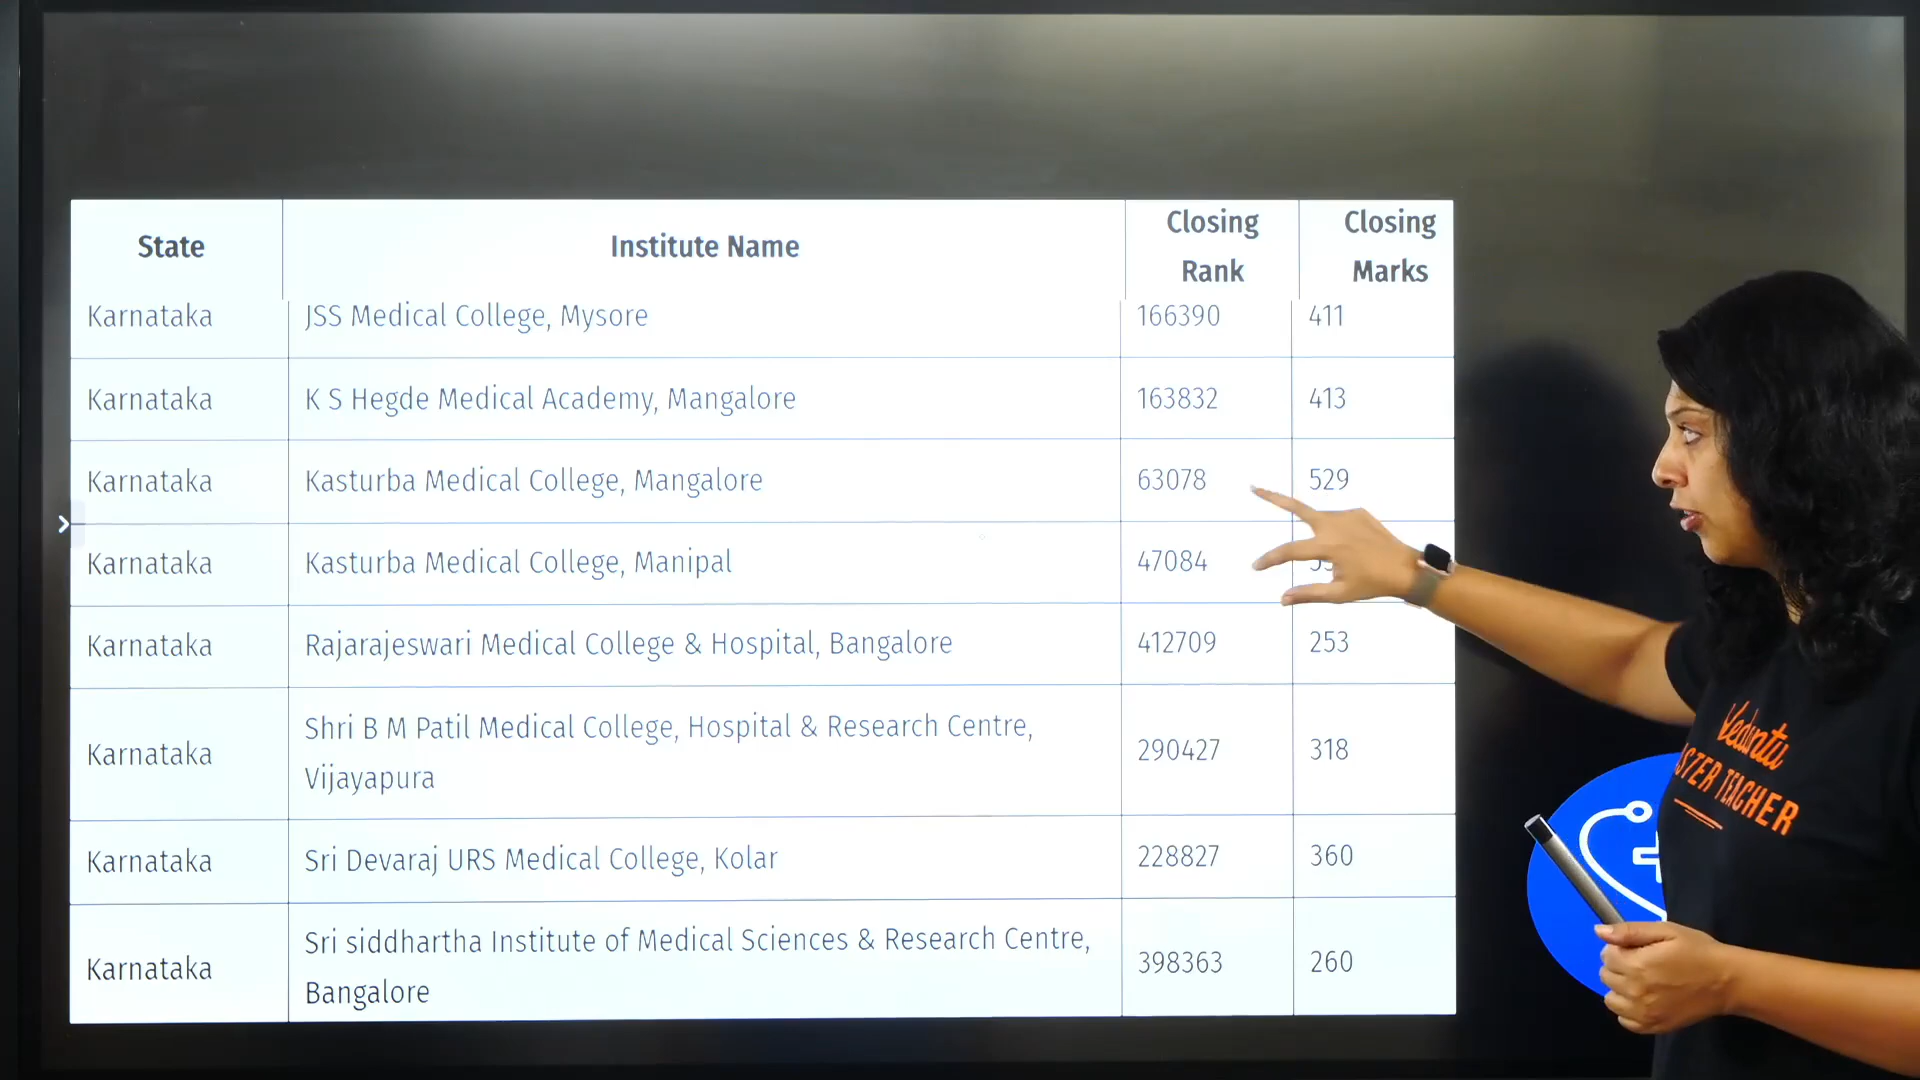 State Institute Name Closing Rank Closing Marks
Karnataka JSS Medical College, Mysore 166390 411
Karnataka K S Hegde Medical Academy, Mangalore 163832 413
Karnataka Kasturba Medical College, Mangalore 63078 529
Karnataka Kasturba Medical College, Manipal 47084
Karnataka Rajarajeswari Medical College & Hospital, Bangalore 412709 253
Karnataka Shri B M Patil Medical College, Hospital & Research Centre,
Vijayapura 290427 318
Karnataka Sri Devaraj URS Medical College, Kolar 228827 360
Karnataka Sri siddhartha Institute of Medical Sciences & Research Centre,
Bangalore 398363 260
Vedantu
TEACHER